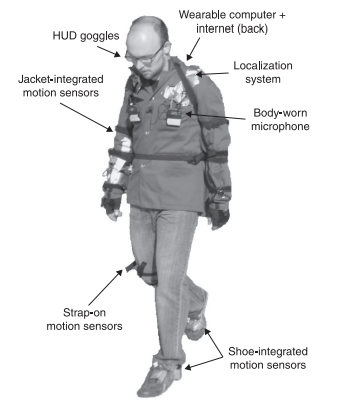 Wearable computer +
internet (back)
HUD goggles
Localization
system
Jacket-integrated
motion sensors
Body-worn
microphone
Strap-on
motion sensors
Shoe-integrated
motion sensors